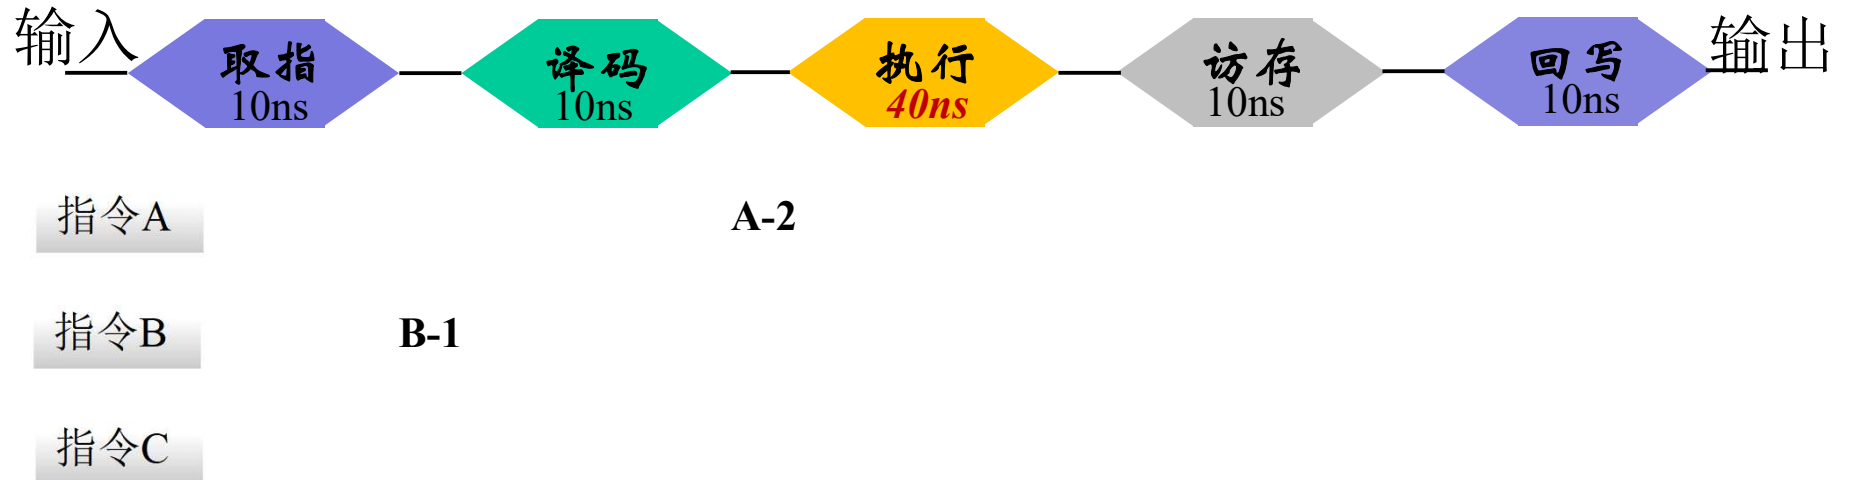 输入 取指 译码 执行 访存 回写 输出
10ns 10ns 40ns 10ns 10ns
指令A A-2
指令B B-1
指令C